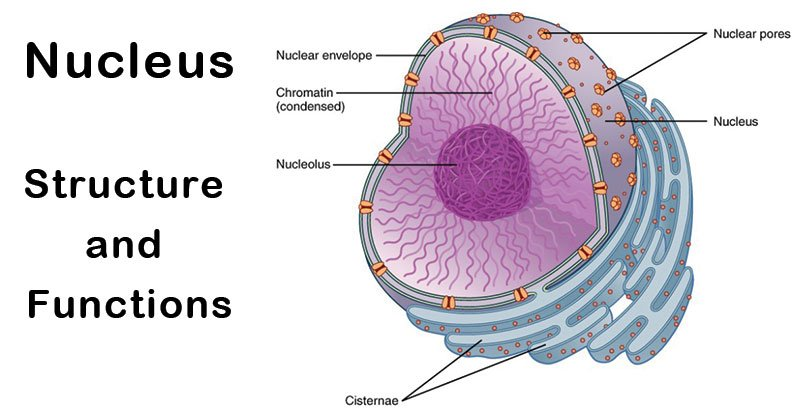 Nucleus
Structure
and
Functions
Nuclear envelope
Chromatin
(condensed)
Nucleolus
Nuclear pores
Nucleus
Cisternae